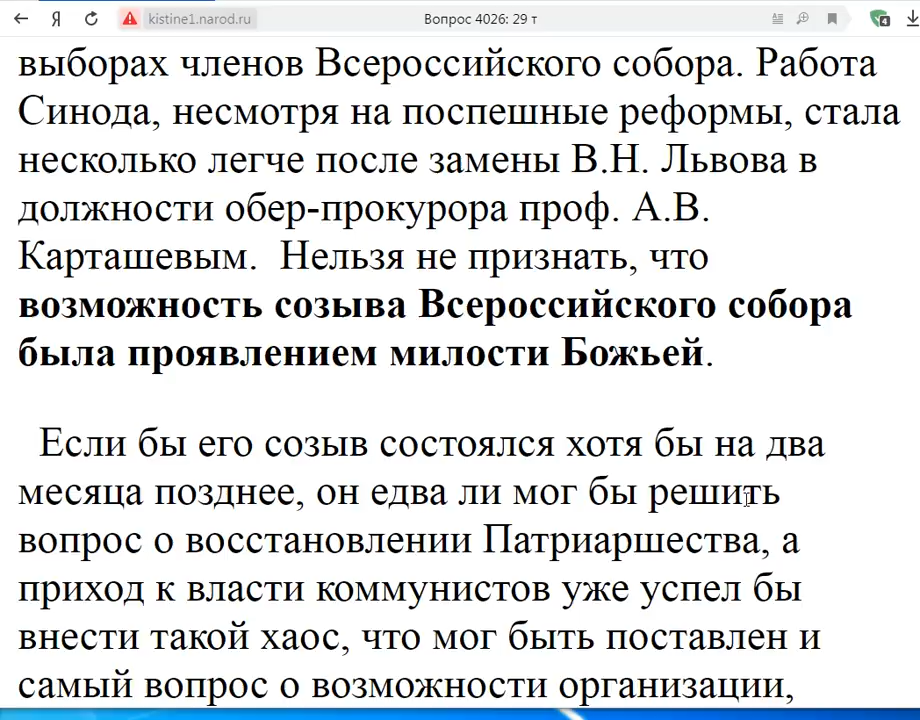 Я kistine1.narod.ru Вопрос 4026: 29 т 4
выборах членов Всероссийского собора. Работа
Синода, несмотря на поспешные реформы, стала
несколько легче после замены В.Н. Львова в
должности обер-прокурора проф. А.В.
Карташевым. Нельзя не признать, что
возможность созыва Всероссийского собора
была проявлением милости Божьей.
Если бы его созыв состоялся хотя бы на два
месяца позднее, он едва ли мог бы решить
вопрос о восстановлении Патриаршества, а
приход к власти коммунистов уже успел бы
внести такой хаос, что мог быть поставлен и
самый вопрос о возможности организации,